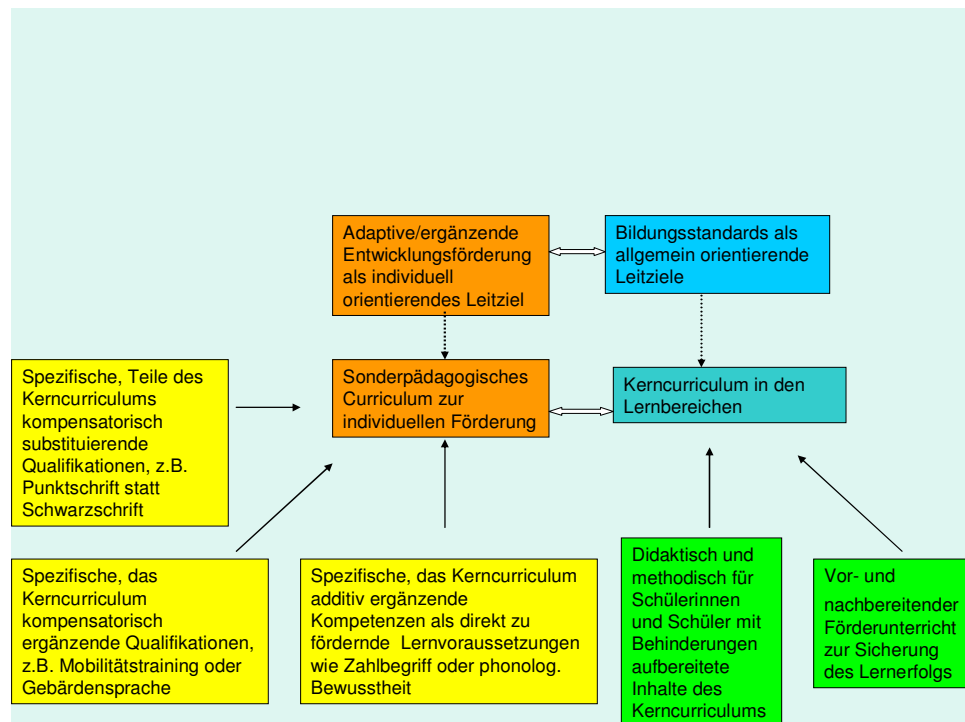 Adaptive/ergänzende
Entwicklungsförderung
als individuell
orientierendes Leitziel
Bildungsstandards als
allgemein orientierende
Leitziele
Spezifische, Teile des
Kerncurriculums
kompensatorisch
substituierende
Qualifikationen, z.B.
Punktschrift statt
Schwarzschrift
Sonderpädagogisches
Curriculum zur
individuellen Förderung
Kerncurriculum in den
Lernbereichen
Spezifische, das
Kerncurriculum
kompensatorisch
ergänzende Qualifikationen,
z.B. Mobilitätstraining oder
Gebärdensprache
Spezifische, das Kerncurriculum
additiv ergänzende
Kompetenzen als direkt zu
fördernde Lernvoraussetzungen
wie Zahlbegriff oder phonolog.
Bewusstheit
Didaktisch und
methodisch für
Schülerinnen
und Schüler mit
Behinderungen
aufbereitete
Inhalte des
Kerncurriculums
Vor- und
nachbereitender
Förderunterricht
zur Sicherung
des Lernerfolgs